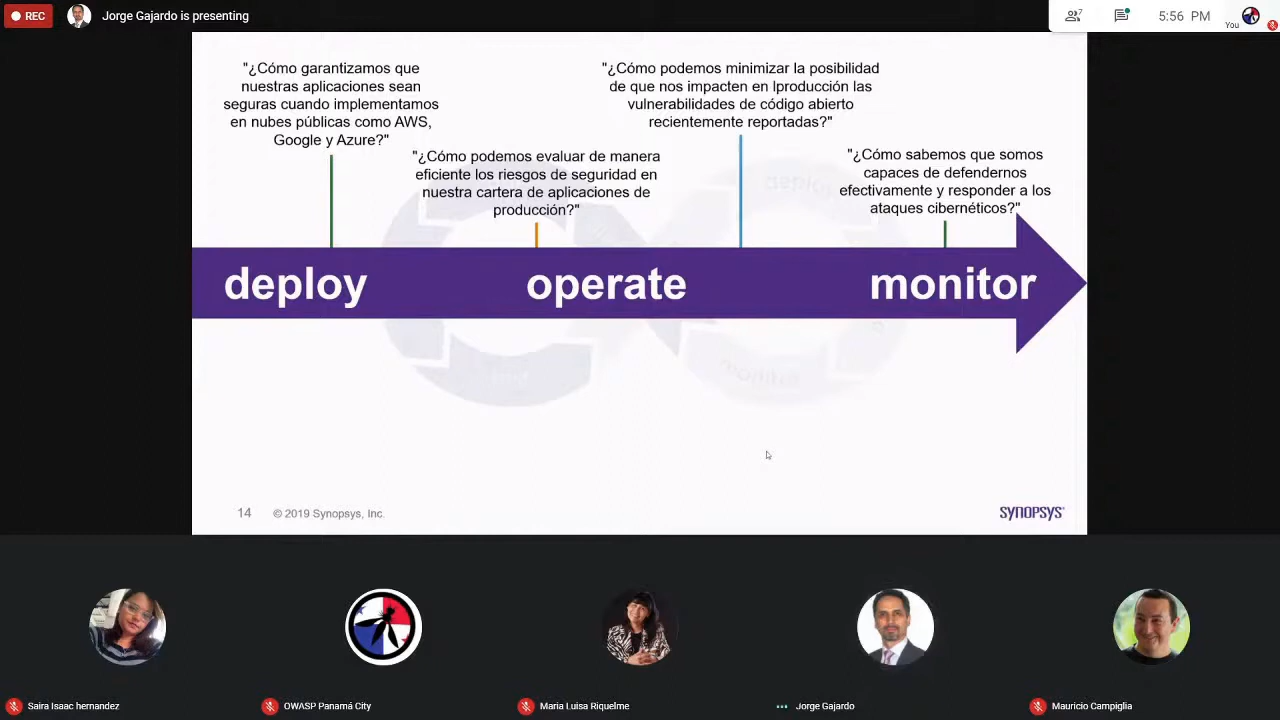 REC
Jorge Gajardo is presenting
7
5:56 PM
You
"¿Cómo garantizamos que
nuestras aplicaciones sean
seguras cuando implementamos
en nubes públicas como AWS,
Google y Azure?"
"¿Cómo podemos evaluar de manera
eficiente los riesgos de seguridad en
nuestra cartera de aplicaciones de
producción?"
"¿Cómo podemos minimizar la posibilidad
de que nos impacten en lproducción las
vulnerabilidades de código abierto
recientemente reportadas?"
"¿Cómo sabemos que somos
capaces de defendernos
efectivamente y responder a los
ataques cibernéticos?"
deploy
operate
monitor
deploy
monitor
14
© 2019 Synopsys, Inc.
SYNOPSYS
Saira Isaac hernandez
OWASP Panamá City
Maria Luisa Riquelme
Jorge Gajardo
Mauricio Campiglia